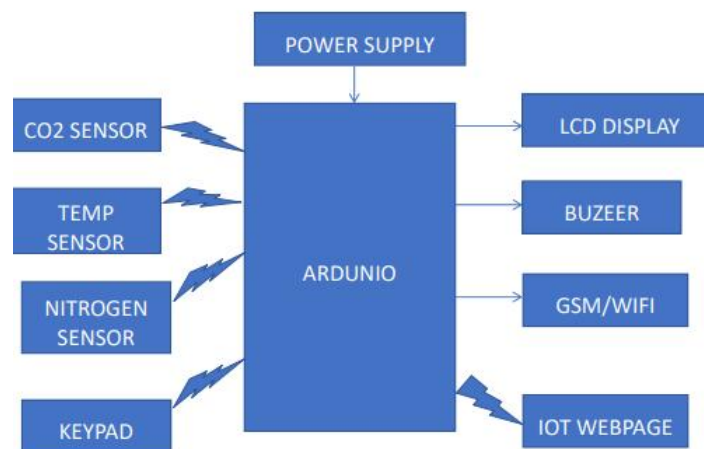 POWER SUPPLY
CO2 SENSOR
LCD DISPLAY
TEMP
SENSOR
BUZEER
ARDUNIO
NITROGEN
SENSOR
GSM/WIFI
KEYPAD
IOT WEBPAGE